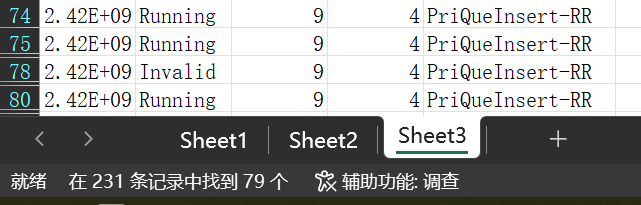 74 2.42E+09 Running 9 4 PriQueInsert-RR
75 2.42E+09 Running 9 4 PriQueInsert-RR
78 2.42E+09 Invalid 9 4 PriQueInsert-RR
80 2.42E+09 Running 9 4 PriQueInsert-RR
Sheet1 Sheet2 Sheet3
就绪 在 231 条记录中找到 79 个 辅助功能: 调查